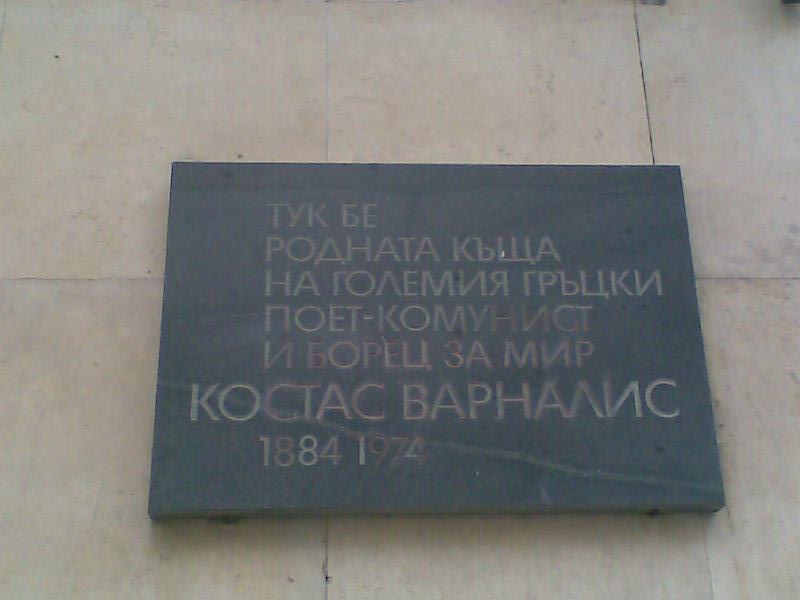 ТУК БЕ
РОДНАТА КЪЩА
НА ГОЛЕМИЯ ГРЪЦКИ
ПОЕТ-КОМУНИСТ
И БОРЕЦ ЗА МИР
КОСТАС ВАРНАЛИС
1884 1974